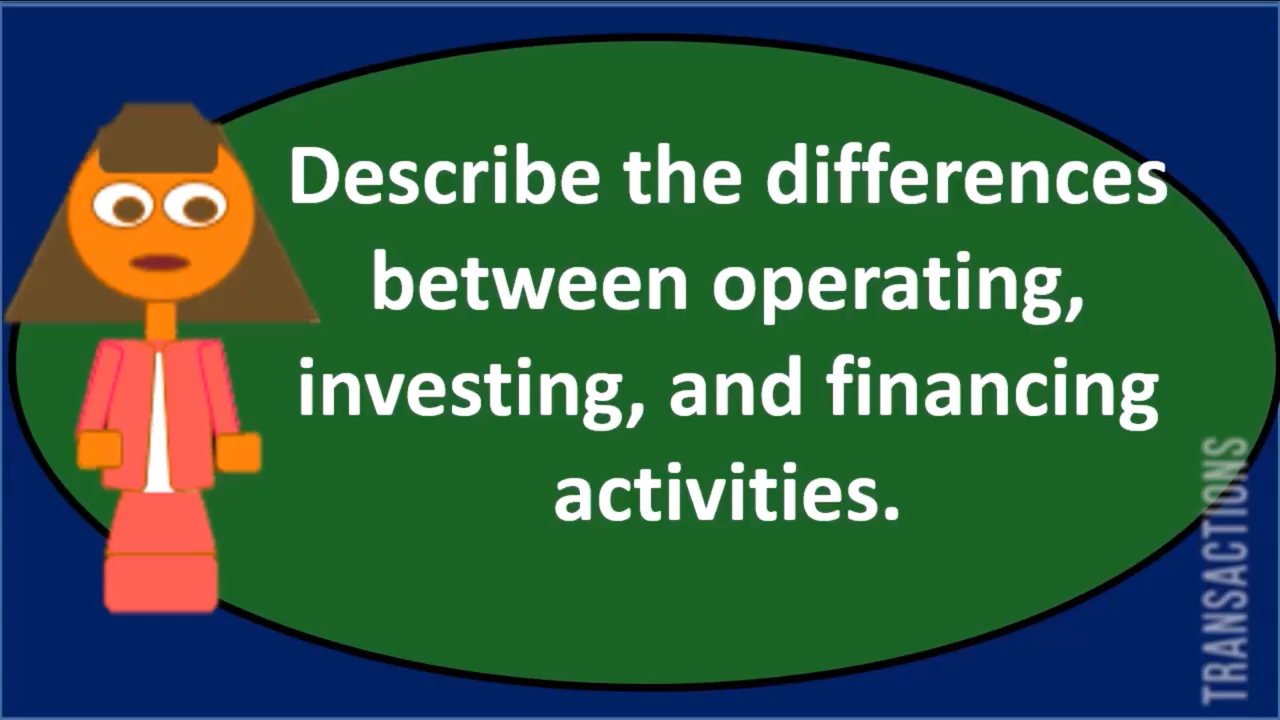 Describe the differences
between operating,
investing, and financing
activities.
TRANSACTIONS